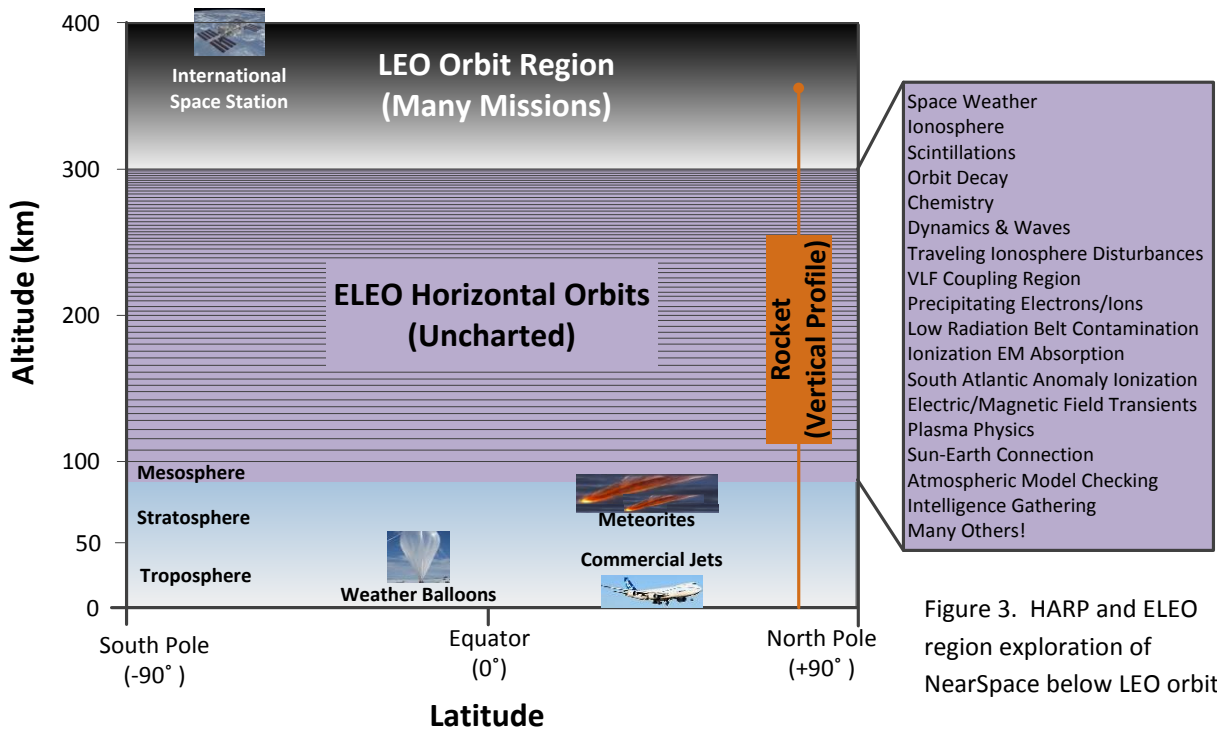 400
300
200
100
50
0
Altitude (km)
International
Space Station
LEO Orbit Region
(Many Missions)
ELEO Horizontal Orbits
(Uncharted)
Rocket
(Vertical Profile)
Mesosphere
Stratosphere
Troposphere
Meteorites
Weather Balloons
Commercial Jets
South Pole
(-90˚ )
Equator
(0˚)
North Pole
(+90˚ )
Latitude
Space Weather
Ionosphere
Scintillations
Orbit Decay
Chemistry
Dynamics & Waves
Traveling Ionosphere Disturbances
VLF Coupling Region
Precipitating Electrons/Ions
Low Radiation Belt Contamination
Ionization EM Absorption
South Atlantic Anomaly Ionization
Electric/Magnetic Field Transients
Plasma Physics
Sun-Earth Connection
Atmospheric Model Checking
Intelligence Gathering
Many Others!
Figure 3. HARP and ELEO
region exploration of
NearSpace below LEO orbit